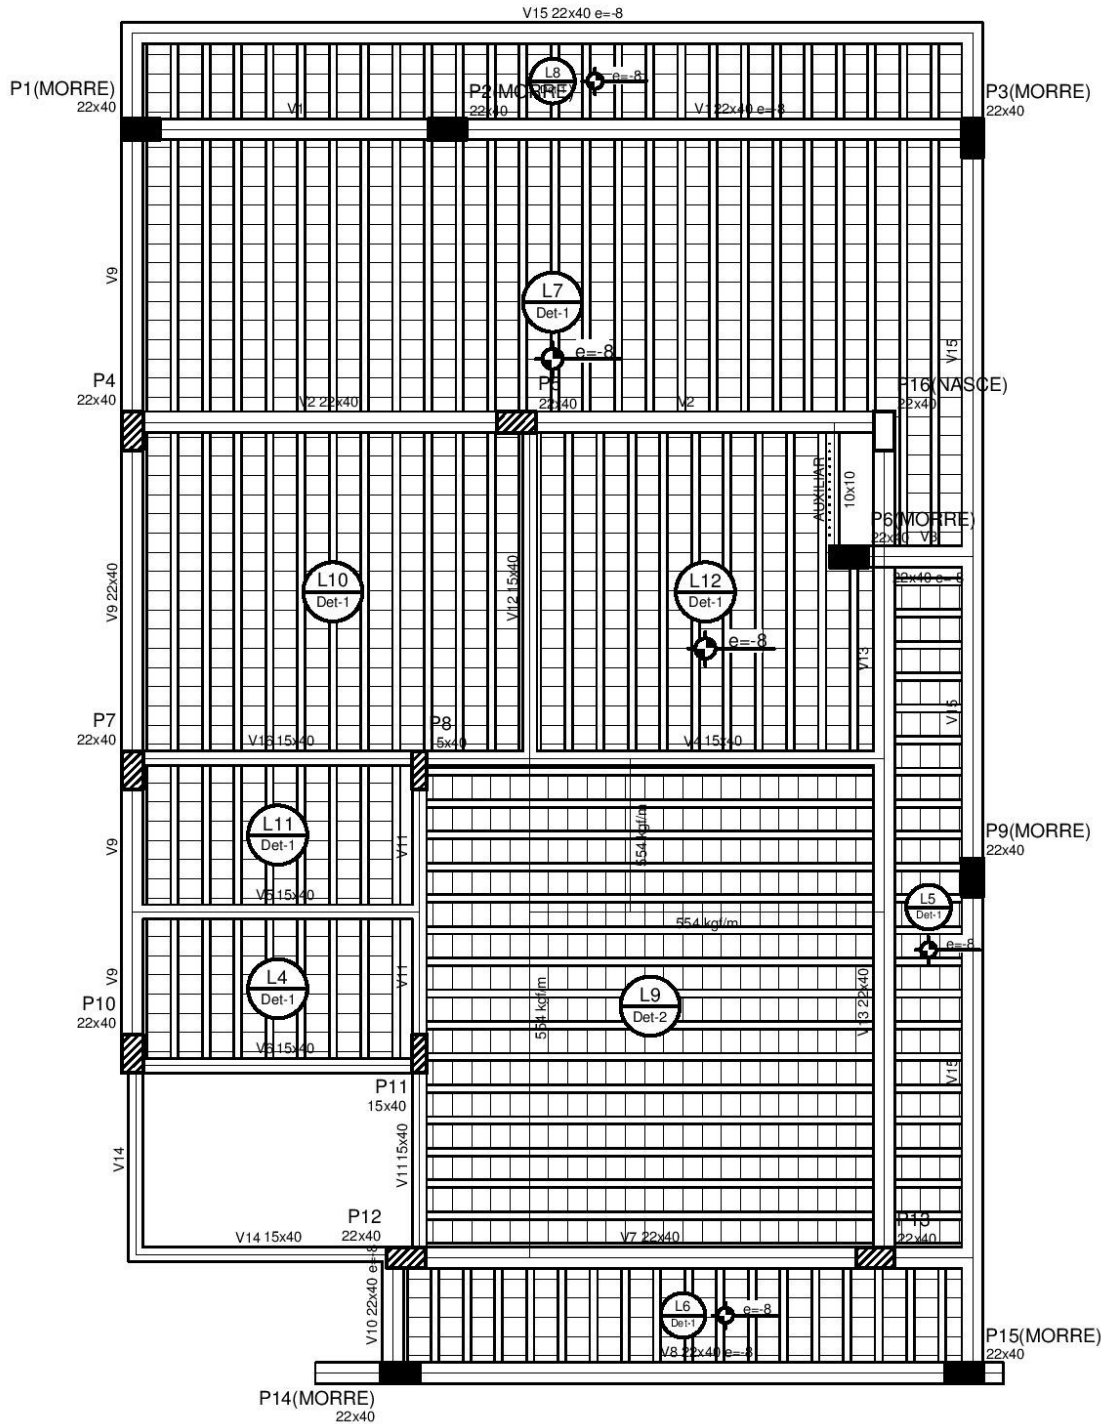 V15 22x40 e=-8
L8
e=-8
P1(MORRE)
22x40
P2(MORRE)
22x40
P3(MORRE)
22x40
V1
V1 22x40 e=-8
V9
L7
Det-1
e=-8
V15
P4
22x40
P5
22x40
P16(NASCE)
22x40
V2 22x40
V2
AUXILIAR
10x10
P6(MORRE)
22x40
V3
22x40 e=-8
V9 22x40
L10
Det-1
V12 15x40
L12
Det-1
e=-8
V13
V15
P7
22x40
V16 15x40
P8
15x40
V4 15x40
V9
L11
Det-1
V11
554 kgf/m
P9(MORRE)
22x40
V5 15x40
L5
Det-1
e=-8
554 kgf/m
V9
L4
Det-1
V11
554 kgf/m
L9
Det-2
V13 22x40
P10
22x40
V6 15x40
V15
P11
15x40
V14
V11 15x40
P12
22x40
P13
22x40
V14 15x40
V7 22x40
V10 22x40 e=-8
L6
Det-1
e=-8
V8 22x40 e=-8
P15(MORRE)
22x40
P14(MORRE)
22x40